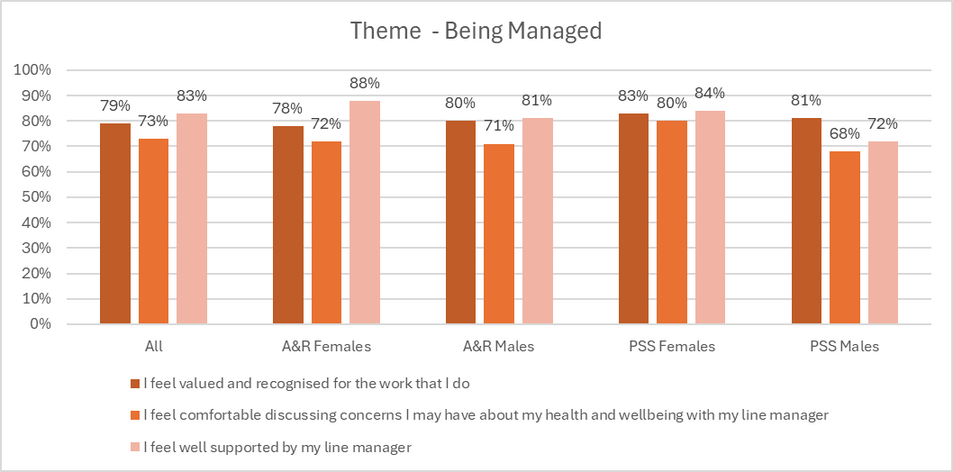 Theme - Being Managed
100%
90%
80%
70%
60%
50%
40%
30%
20%
10%
0%
79% 73% 83%
78% 72% 88%
80% 71% 81%
83% 80% 84%
81% 68% 72%
All A&R Females A&R Males PSS Females PSS Males
I feel valued and recognised for the work that I do
I feel comfortable discussing concerns I may have about my health and wellbeing with my line manager
I feel well supported by my line manager